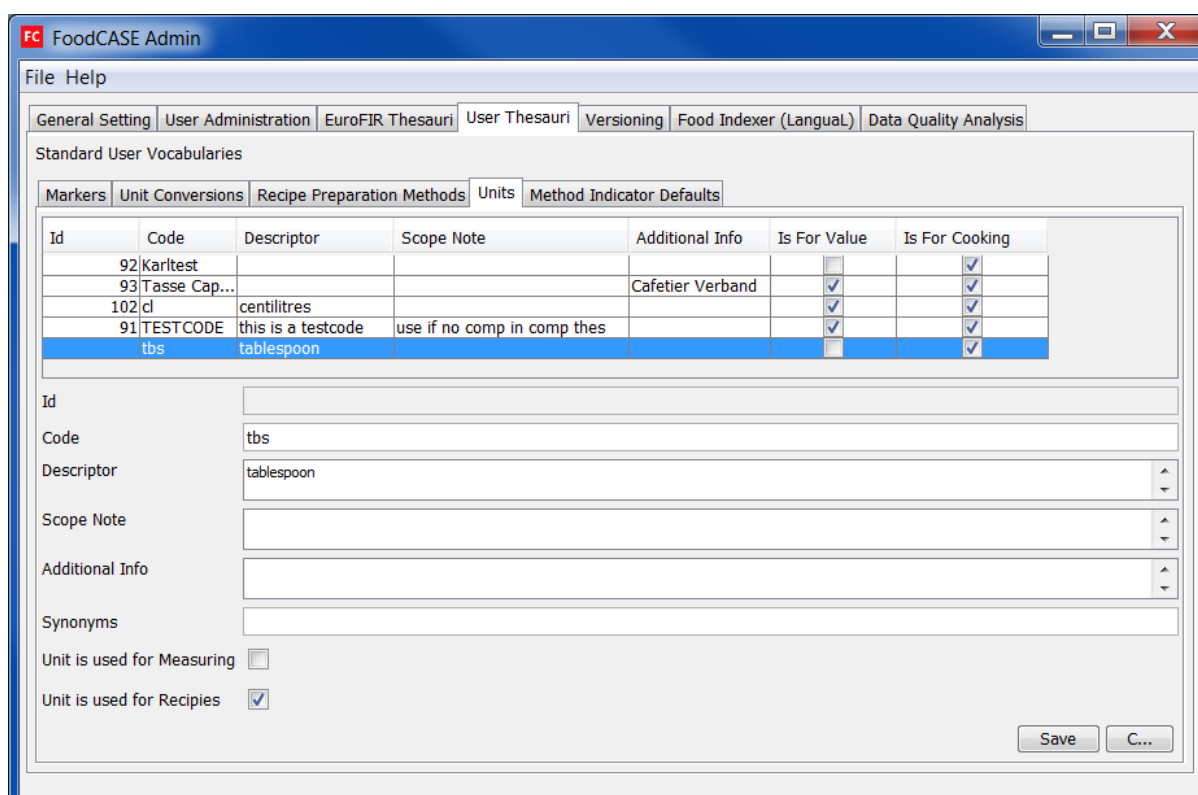 FC FoodCASE Admin
File Help
General Setting User Administration EuroFIR Thesauri User Thesauri Versioning Food Indexer (LanguaL) Data Quality Analysis
Standard User Vocabularies
Markers Unit Conversions Recipe Preparation Methods Units Method Indicator Defaults
Id Code Descriptor Scope Note Additional Info Is For Value Is For Cooking
92 Karltest
93 Tasse Cap... Cafetier Verband
102 cl centilitres
91 TESTCODE this is a testcode use if no comp in comp thes
tbs tablespoon
Id
Code tbs
Descriptor tablespoon
Scope Note
Additional Info
Synonyms
Unit is used for Measuring
Unit is used for Recipies
Save C...